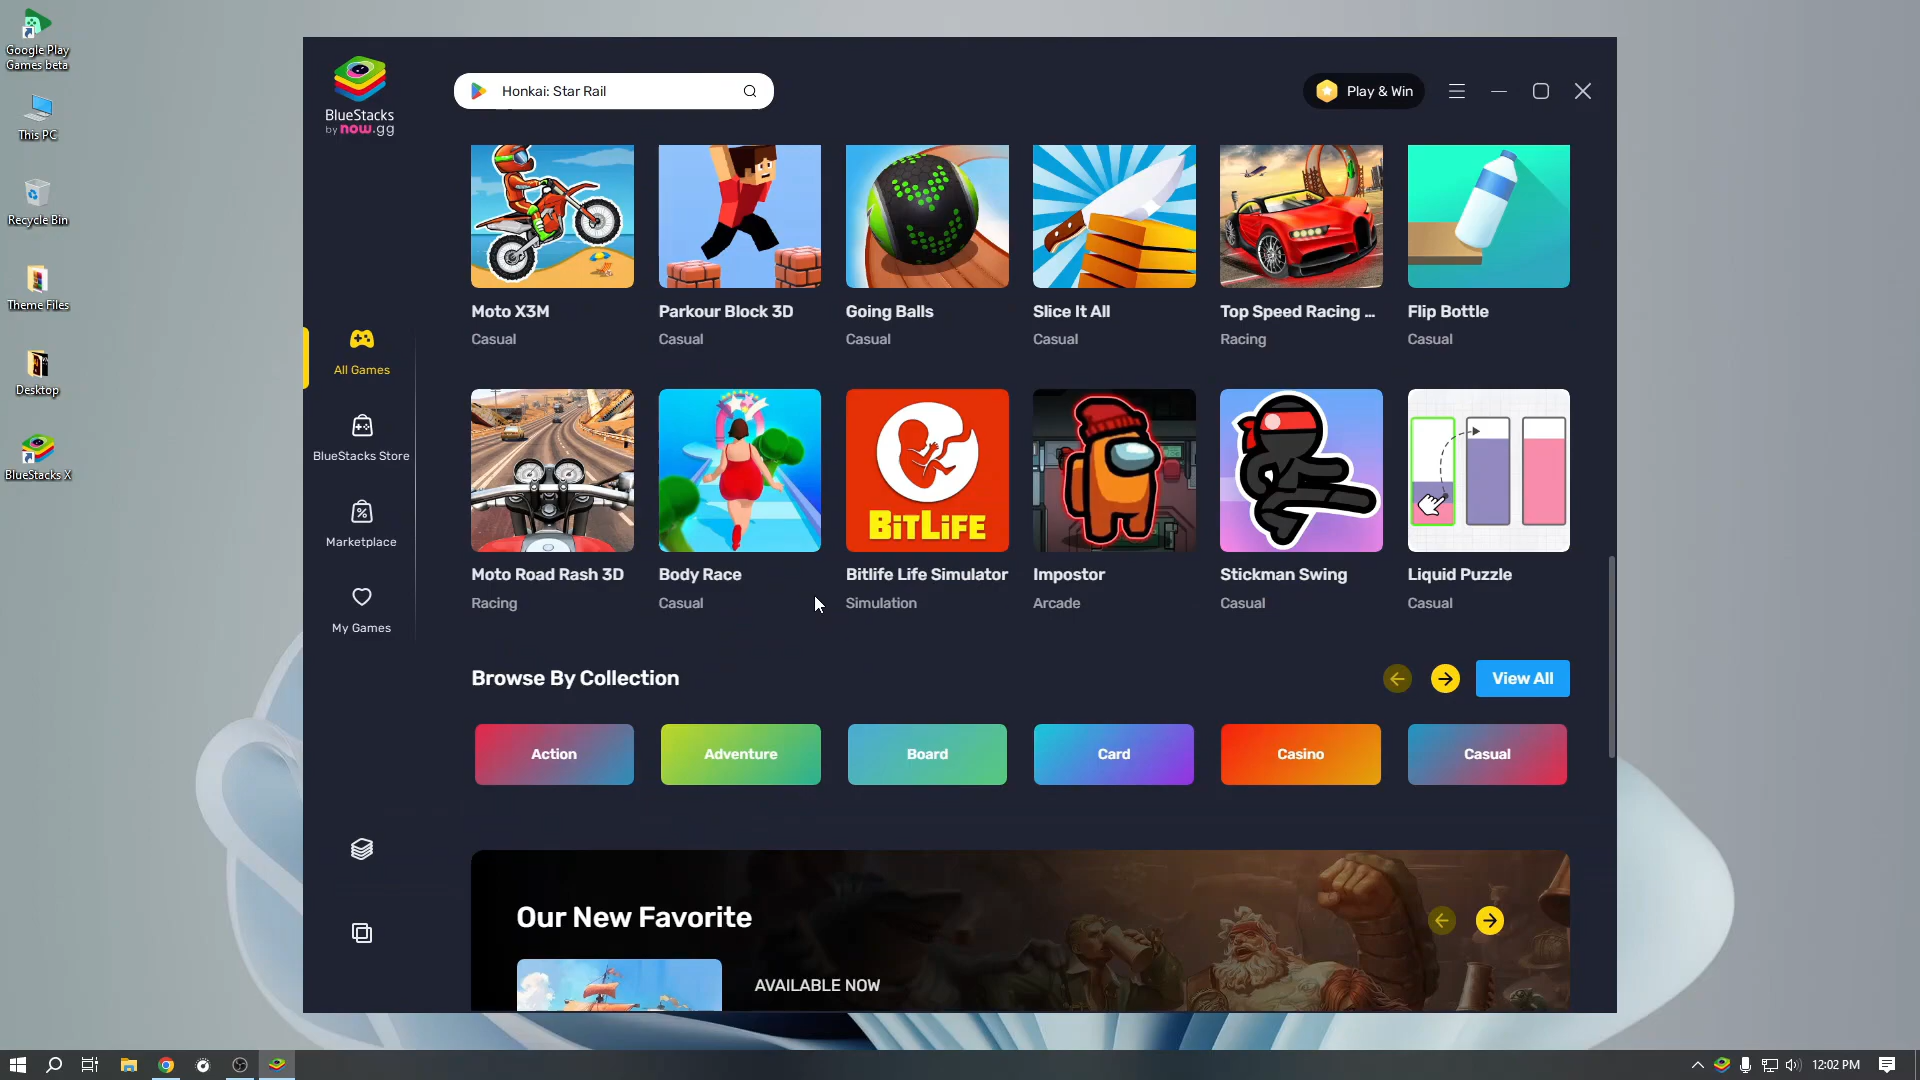 Google Play
Games beta
This PC
Recycle Bin
Theme Files
Desktop
BlueStacks X
BlueStacks
by now.gg
Honkai: Star Rail
Play & Win
All Games
BlueStacks Store
Marketplace
My Games
Moto X3M
Casual
Parkour Block 3D
Casual
Going Balls
Casual
Slice It All
Casual
Top Speed Racing ...
Racing
Flip Bottle
Casual
BITLIFE
Moto Road Rash 3D
Racing
Body Race
Casual
Bitlife Life Simulator
Simulation
Impostor
Arcade
Stickman Swing
Casual
Liquid Puzzle
Casual
Browse By Collection
View All
Action
Adventure
Board
Card
Casino
Casual
Our New Favorite
AVAILABLE NOW
12:02 PM